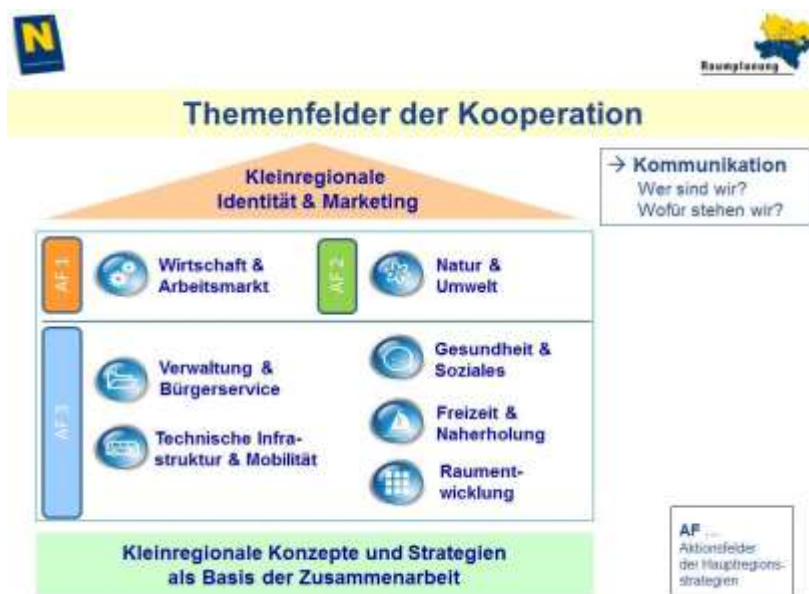 N
Raumplanung
Themenfelder der Kooperation
Kleinregionale
Identität & Marketing
→ Kommunikation
Wer sind wir?
Wofür stehen wir?
AF 1
Wirtschaft &
Arbeitsmarkt
AF 2
Natur &
Umwelt
AF 3
Verwaltung &
Bürgerservice
Technische Infra-
struktur & Mobilität
Gesundheit &
Soziales
Freizeit &
Naherholung
Raument-
wicklung
Kleinregionale Konzepte und Strategien
als Basis der Zusammenarbeit
AF ...
Aktionsfelder
der Hauptregions-
strategien